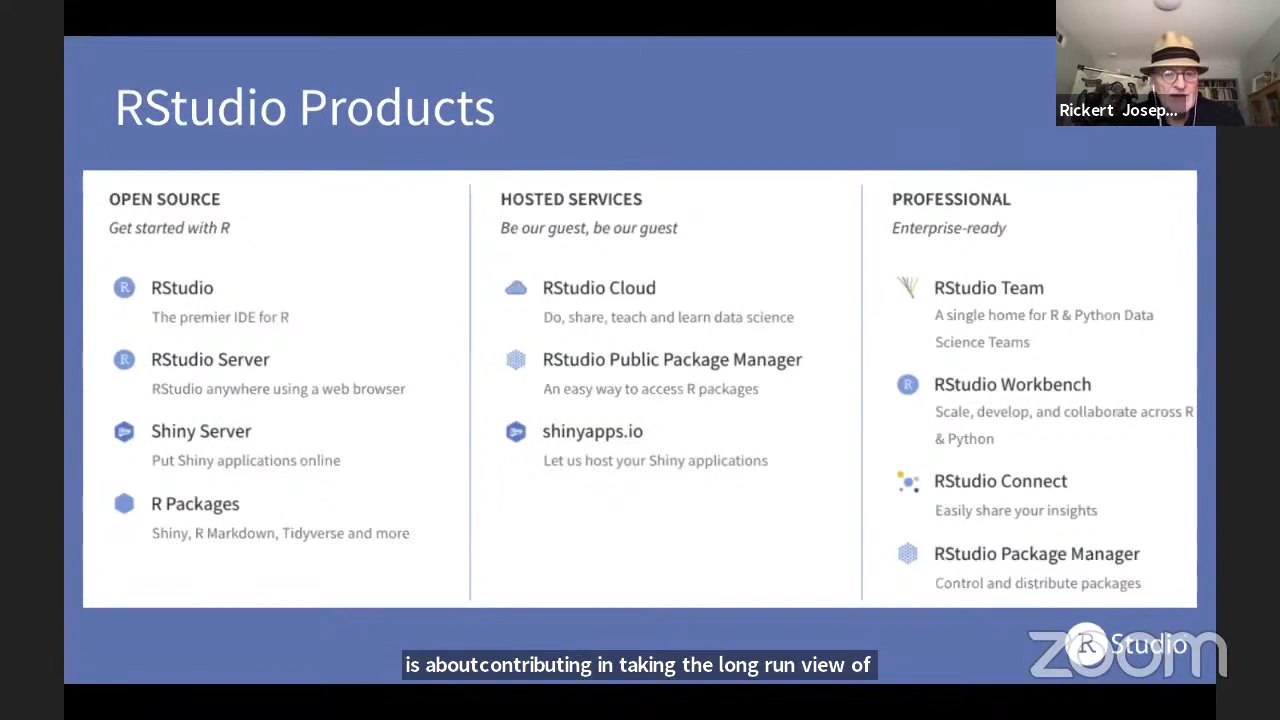 RStudio Products
Rickert Josep...
OPEN SOURCE
Get started with R
R
RStudio
The premier IDE for R
R
RStudio Server
RStudio anywhere using a web browser
Shiny Server
Put Shiny applications online
R Packages
Shiny, R Markdown, Tidyverse and more
HOSTED SERVICES
Be our guest, be our guest
RStudio Cloud
Do, share, teach and learn data science
RStudio Public Package Manager
An easy way to access R packages
shinyapps.io
Let us host your Shiny applications
PROFESSIONAL
Enterprise-ready
RStudio Team
A single home for R & Python Data
Science Teams
R
RStudio Workbench
Scale, develop, and collaborate across R
& Python
RStudio Connect
Easily share your insights
RStudio Package Manager
Control and distribute packages
R Studio
zoom
is aboutcontributing in taking the long run view of